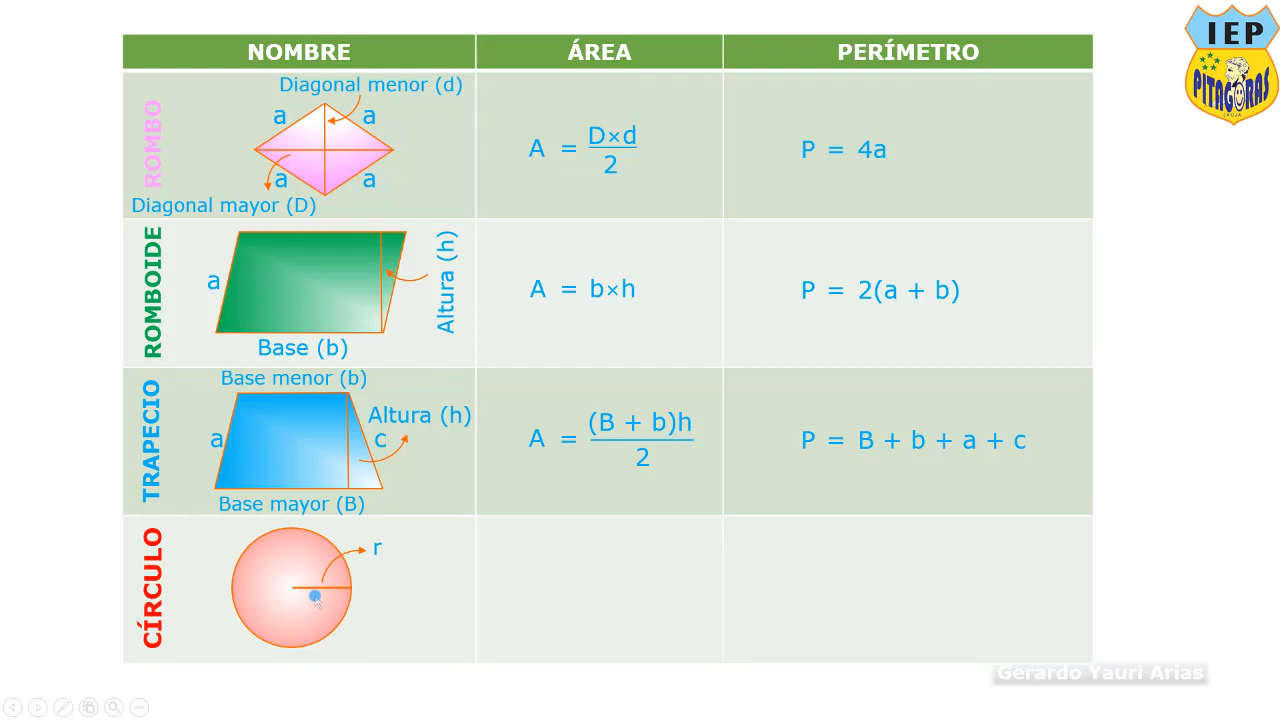 NOMBRE
ÁREA
PERÍMETRO
IEP
PITAGORAS
JAUJA
ROMBO
Diagonal menor (d)
a
a
a
a
Diagonal mayor (D)
A = D×d
2
P = 4a
ROMBOIDE
a
Altura (h)
Base (b)
A = b×h
P = 2(a + b)
TRAPECIO
Base menor (b)
a
Altura (h)
c
Base mayor (B)
A = (B + b)h
2
P = B + b + a + c
CÍRCULO
r
Gerardo Yauri Arias